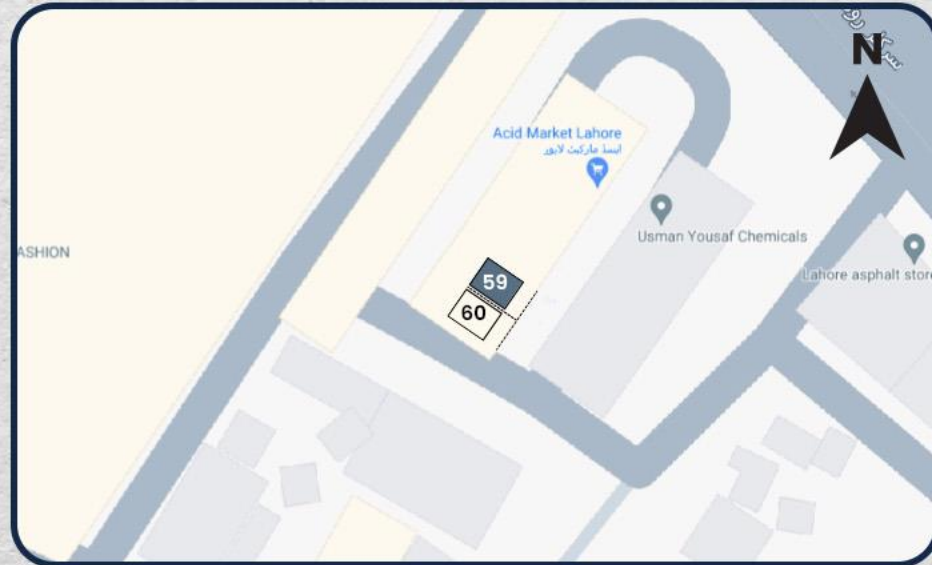 N
Acid Market Lahore
ایسڈ مارکیٹ لاہور
Usman Yousaf Chemicals
ASHION
Lahore asphalt store
59
60